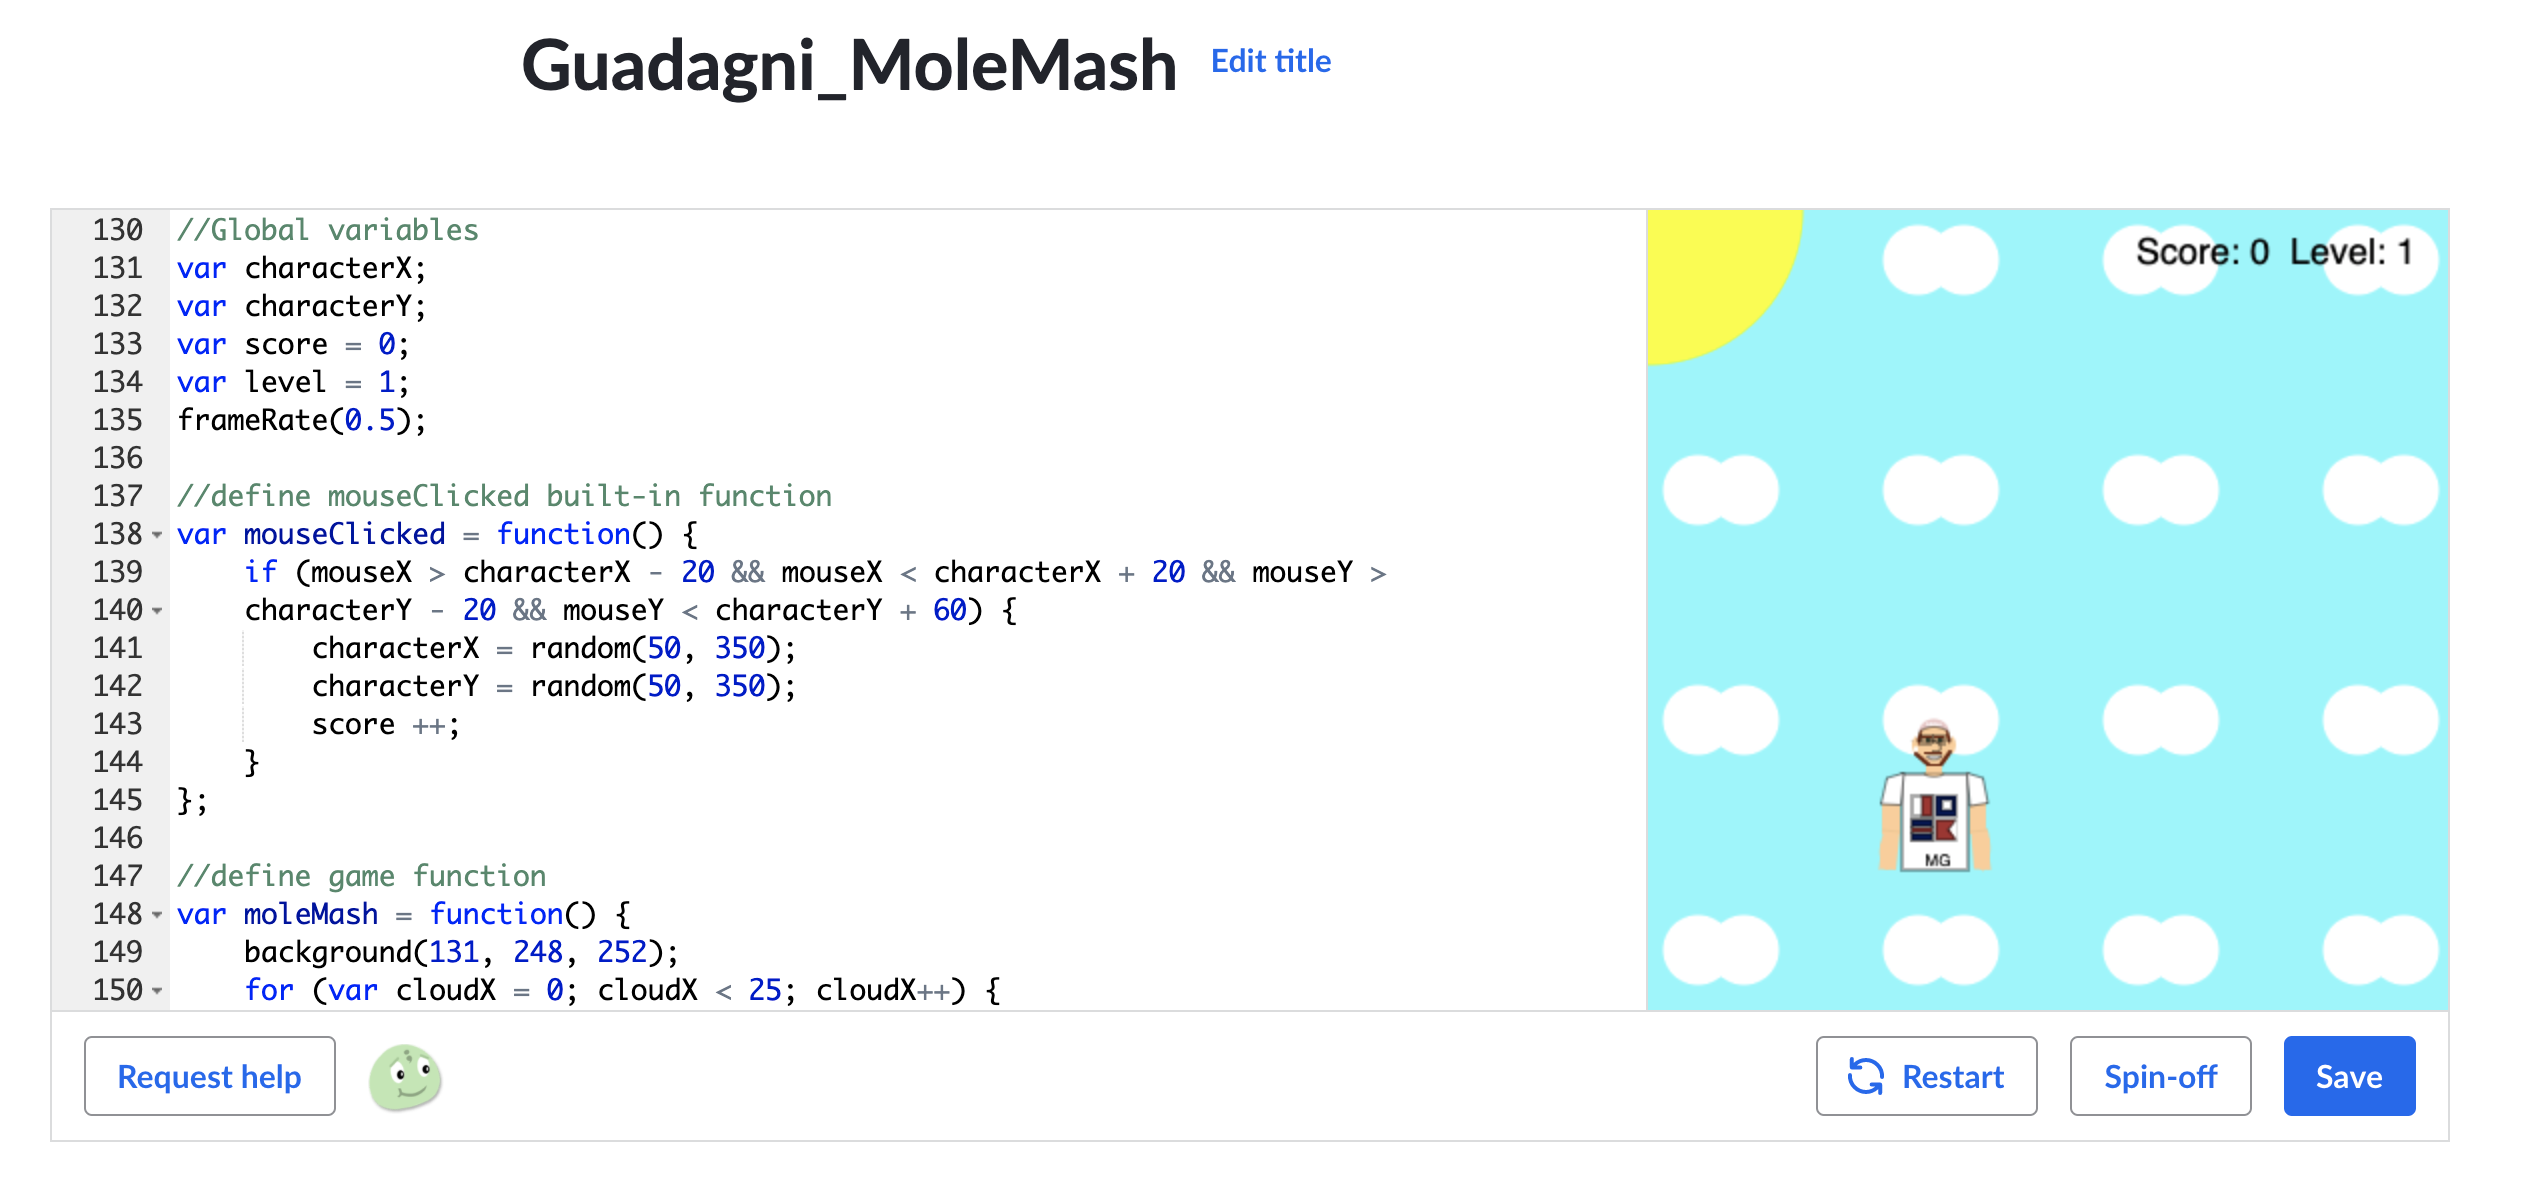 Guadagni_MoleMash Edit title
130 //Global variables
131 var characterX;
132 var characterY;
133 var score = 0;
134 var level = 1;
135 frameRate(0.5);
136
137 //define mouseClicked built-in function
138 var mouseClicked = function() {
139     if (mouseX > characterX - 20 && mouseX < characterX + 20 && mouseY >
140     characterY - 20 && mouseY < characterY + 60) {
141         characterX = random(50, 350);
142         characterY = random(50, 350);
143         score ++;
144     }
145 };
146
147 //define game function
148 var moleMash = function() {
149     background(131, 248, 252);
150     for (var cloudX = 0; cloudX < 25; cloudX++) {
Score: 0 Level: 1
MG
Request help Restart Spin-off Save